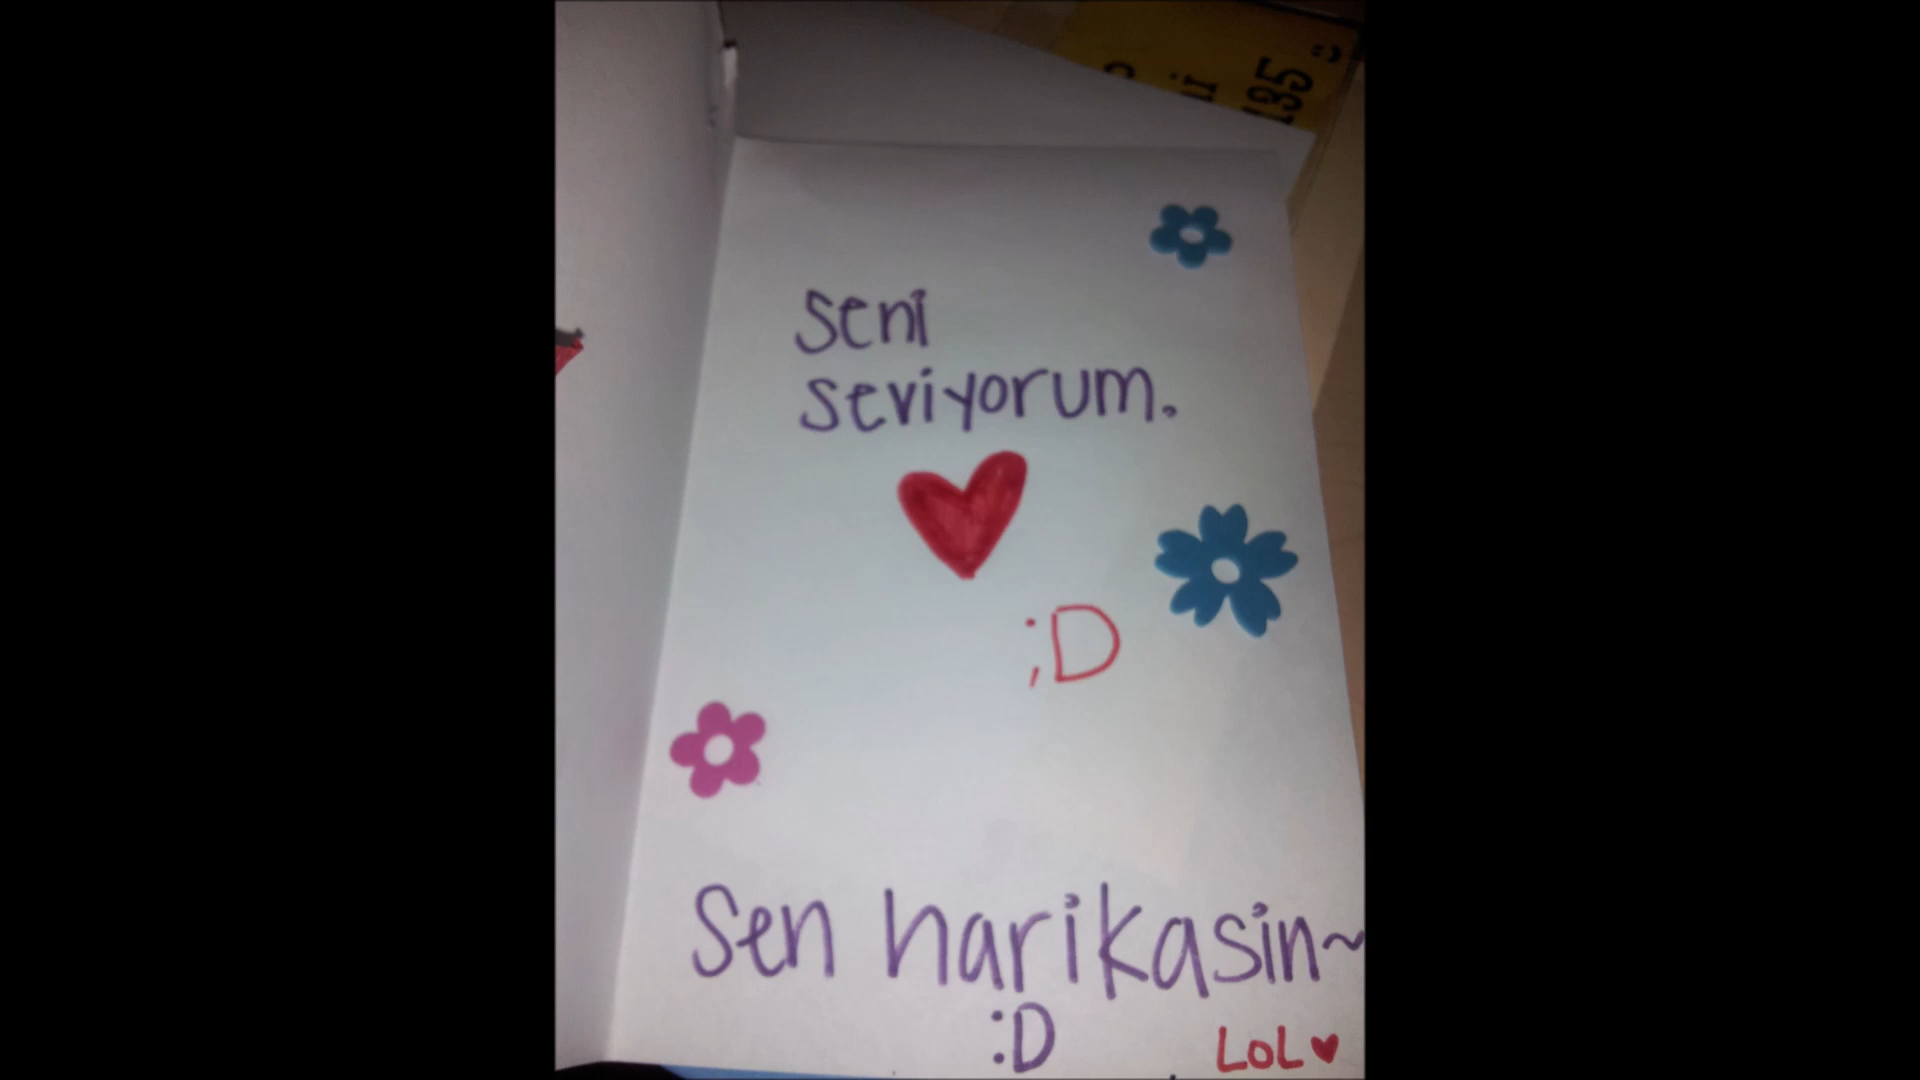 seni
seviyorum.
;D
Sen harikasin~
:D
LOL♥